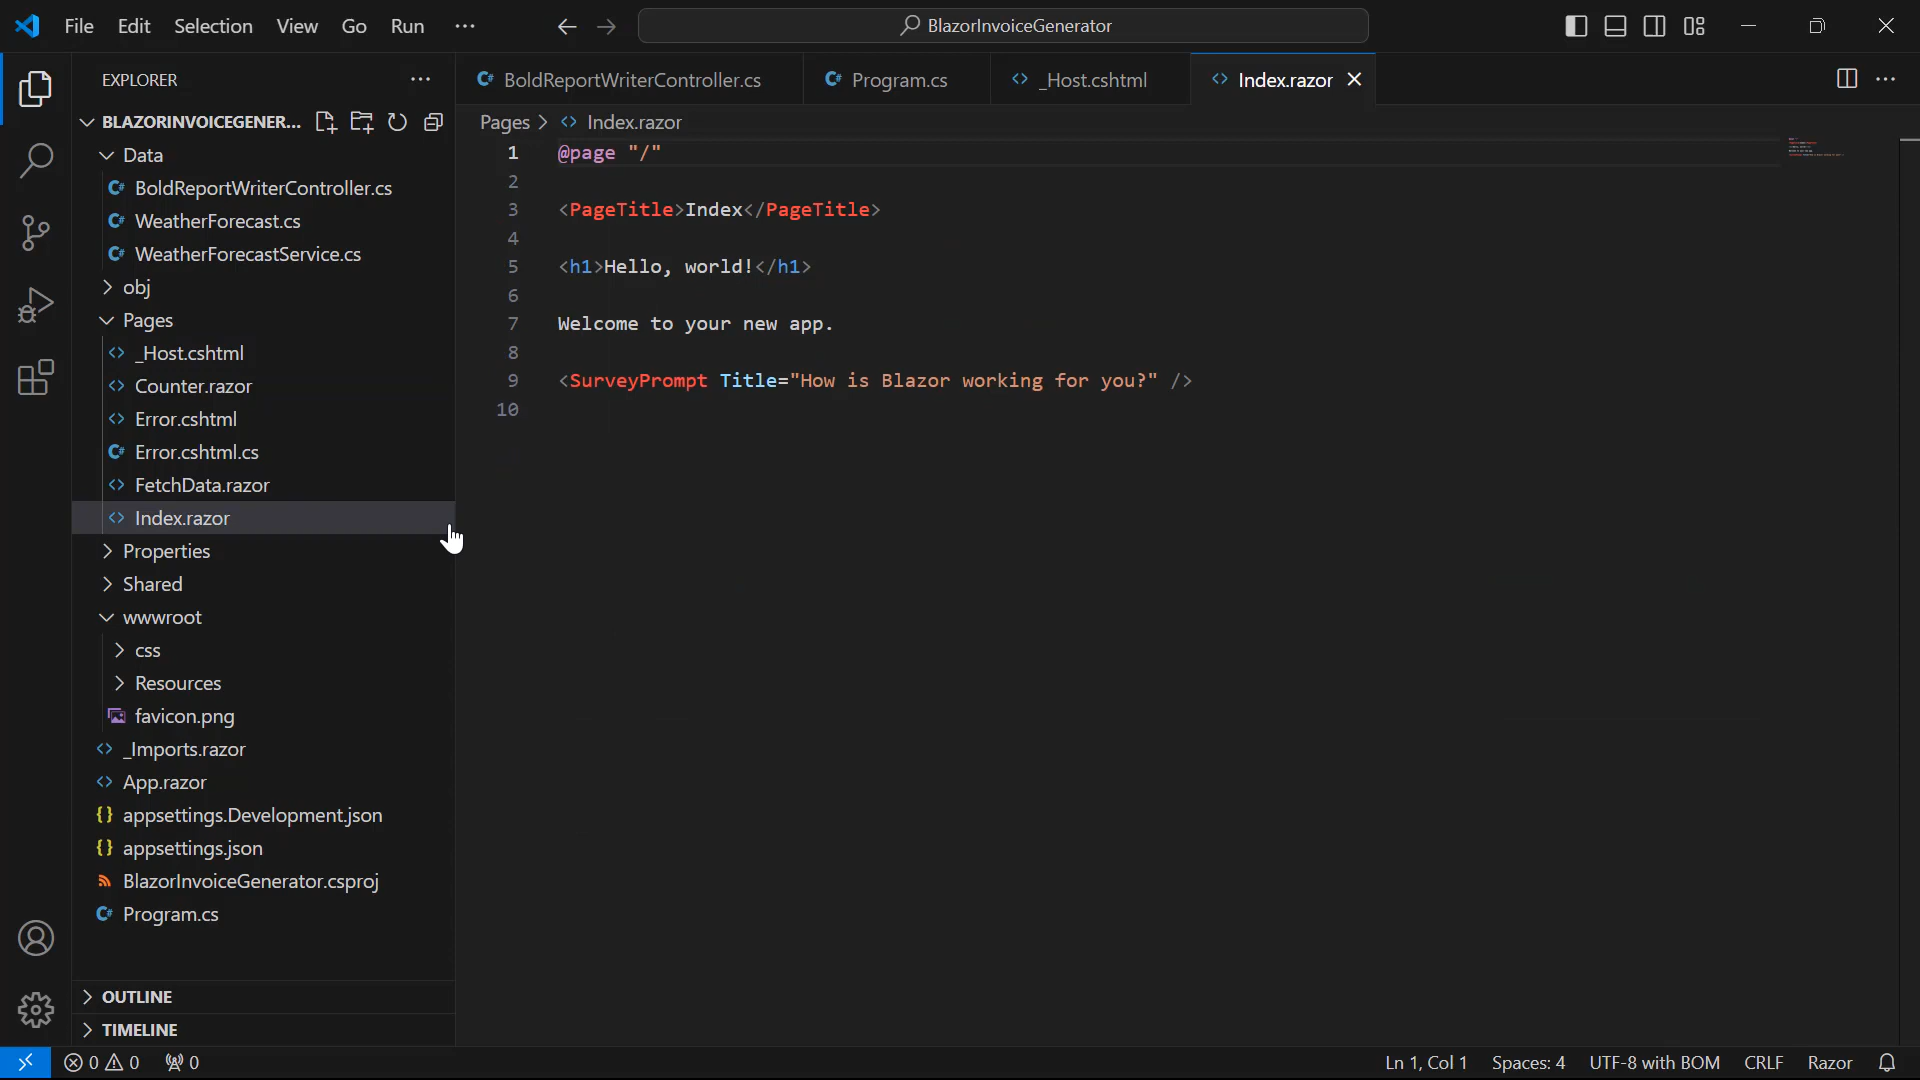 File Edit Selection View Go Run ···
BlazorInvoiceGenerator
EXPLORER ···
BLAZORINVOICEGENER...
Data
BoldReportWriterController.cs
WeatherForecast.cs
WeatherForecastService.cs
obj
Pages
_Host.cshtml
Counter.razor
Error.cshtml
Error.cshtml.cs
FetchData.razor
Index.razor
Properties
Shared
wwwroot
css
Resources
favicon.png
_Imports.razor
App.razor
appsettings.Development.json
appsettings.json
BlazorInvoiceGenerator.csproj
Program.cs
OUTLINE
TIMELINE
BoldReportWriterController.cs Program.cs _Host.cshtml Index.razor
Pages > Index.razor
1 @page "/"
2
3 <PageTitle>Index</PageTitle>
4
5 <h1>Hello, world!</h1>
6
7 Welcome to your new app.
8
9 <SurveyPrompt Title="How is Blazor working for you?" />
10
0 0 0 Ln 1, Col 1 Spaces: 4 UTF-8 with BOM CRLF Razor